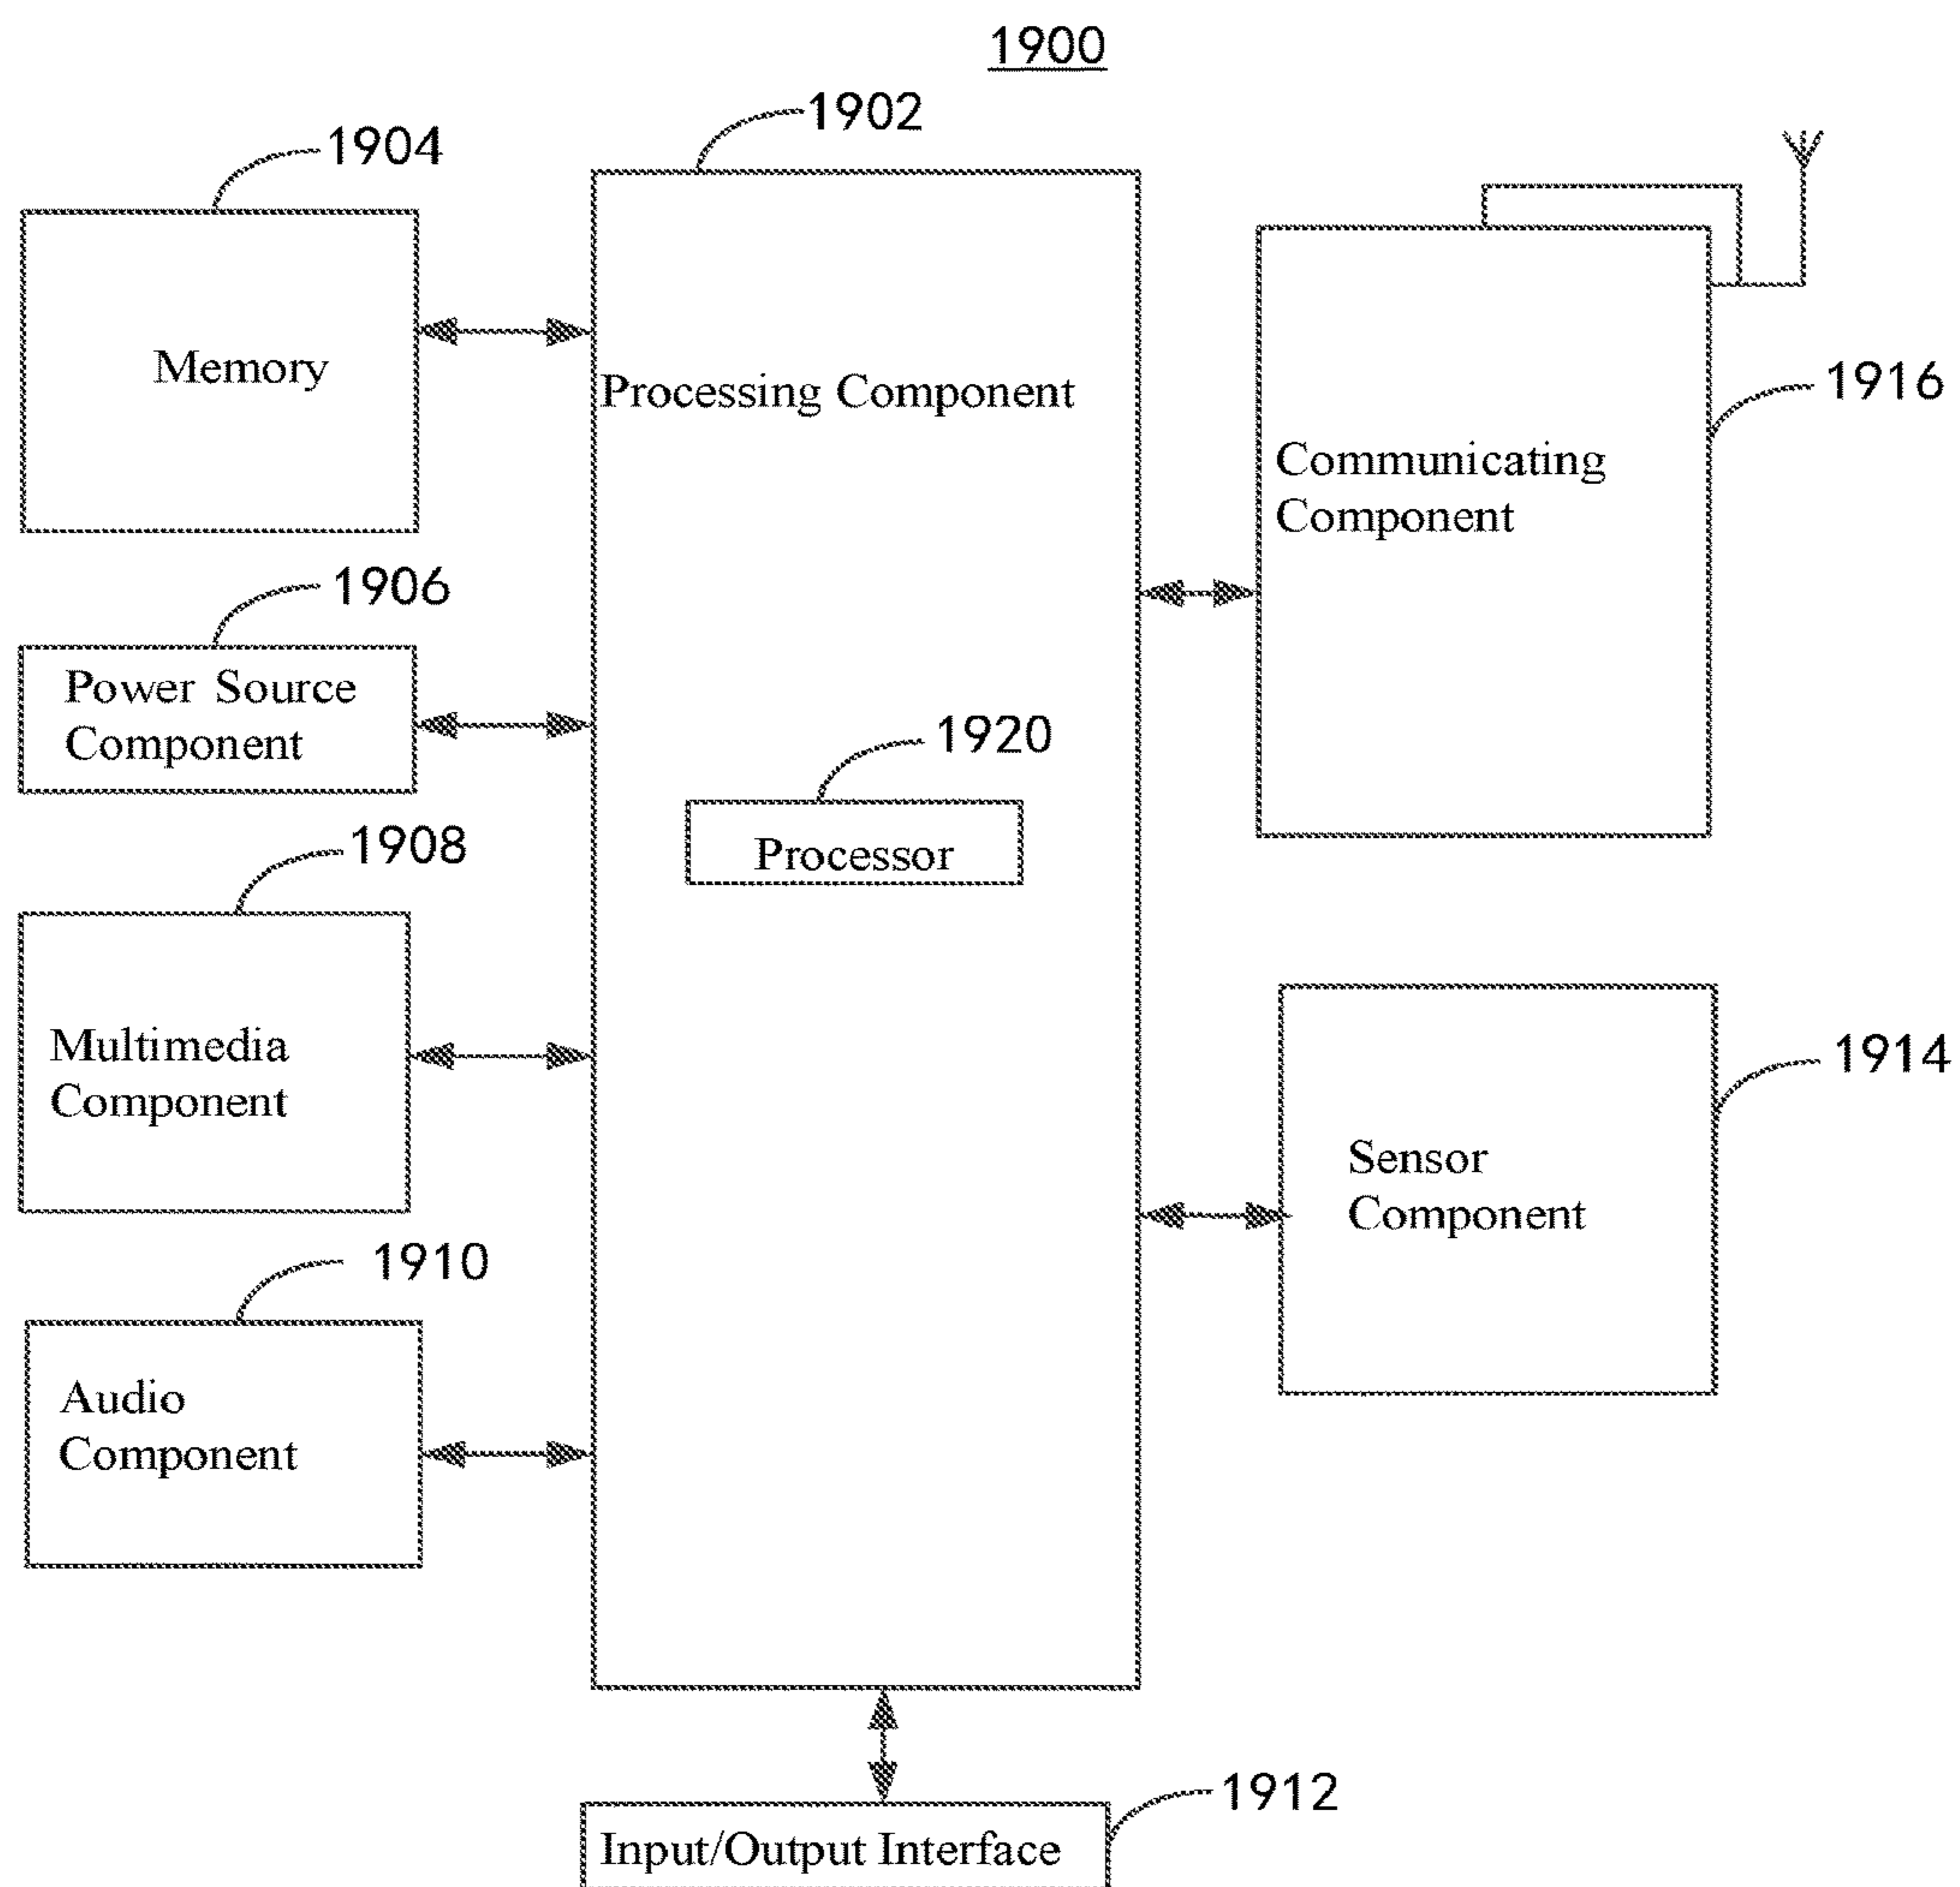 1900
1902
1904
Memory
Processing Component
1916
Communicating
Component
1906
Power Source
Component
1920
Processor
1908
Multimedia
Component
1914
Sensor
Component
1910
Audio
Component
1912
Input/Output Interface